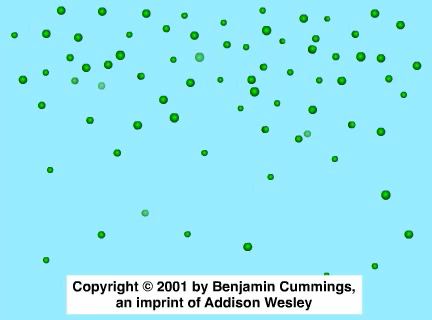 Copyright © 2001 by Benjamin Cummings,
an imprint of Addison Wesley